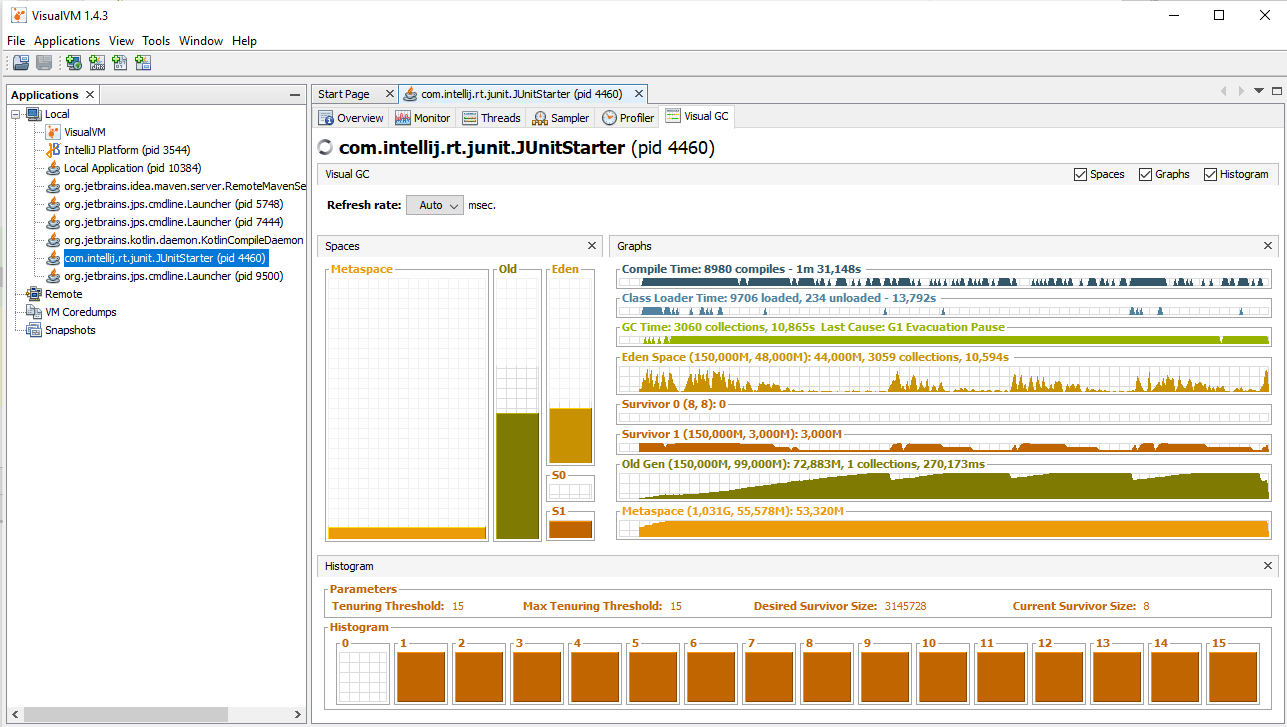 VisualVM 1.4.3
File Applications View Tools Window Help
Applications
Local
VisualVM
IntelliJ Platform (pid 3544)
Local Application (pid 10384)
org.jetbrains.idea.maven.server.RemoteMavenSe
org.jetbrains.jps.cmdline.Launcher (pid 5748)
org.jetbrains.jps.cmdline.Launcher (pid 7444)
org.jetbrains.kotlin.daemon.KotlinCompileDaemon
com.intellij.rt.junit.JUnitStarter (pid 4460)
org.jetbrains.jps.cmdline.Launcher (pid 9500)
Remote
VM Coredumps
Snapshots
Start Page com.intellij.rt.junit.JUnitStarter (pid 4460)
Overview Monitor Threads Sampler Profiler Visual GC
com.intellij.rt.junit.JUnitStarter (pid 4460)
Visual GC Spaces Graphs Histogram
Refresh rate: Auto msec.
Spaces
Metaspace Old Eden
S0
S1
Graphs
Compile Time: 8980 compiles - 1m 31,148s
Class Loader Time: 9706 loaded, 234 unloaded - 13,792s
GC Time: 3060 collections, 10,865s Last Cause: G1 Evacuation Pause
Eden Space (150,000M, 48,000M): 44,000M, 3059 collections, 10,594s
Survivor 0 (8, 8): 0
Survivor 1 (150,000M, 3,000M): 3,000M
Old Gen (150,000M, 99,000M): 72,883M, 1 collections, 270,173ms
Metaspace (1,031G, 55,578M): 53,320M
Histogram
Parameters
Tenuring Threshold: 15 Max Tenuring Threshold: 15 Desired Survivor Size: 3145728 Current Survivor Size: 8
Histogram
0 1 2 3 4 5 6 7 8 9 10 11 12 13 14 15